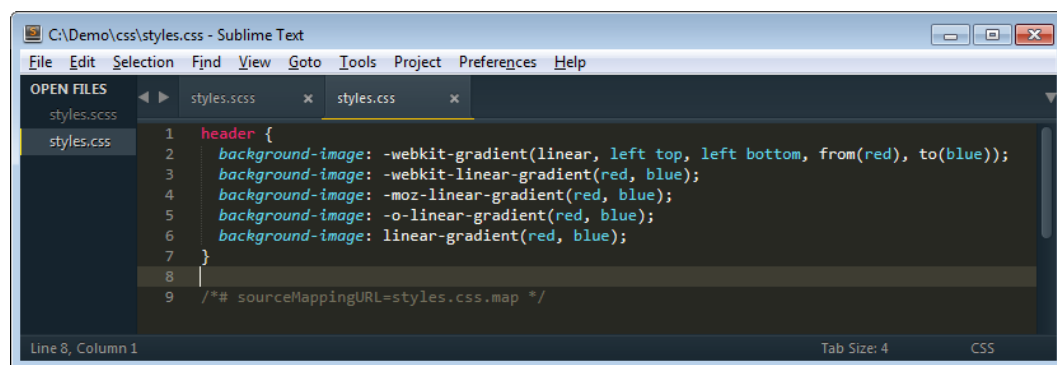 C:\Demo\css\styles.css - Sublime Text
File Edit Selection Find View Goto Tools Project Preferences Help
OPEN FILES
styles.scss
styles.css
styles.scss × styles.css ×
1 header {
2 background-image: -webkit-gradient(linear, left top, left bottom, from(red), to(blue));
3 background-image: -webkit-linear-gradient(red, blue);
4 background-image: -moz-linear-gradient(red, blue);
5 background-image: -o-linear-gradient(red, blue);
6 background-image: linear-gradient(red, blue);
7 }
8
9 /*# sourceMappingURL=styles.css.map */
Line 8, Column 1 Tab Size: 4 CSS